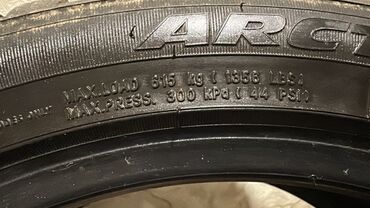 ARCT
MAX.LOAD 615 kg ( 1356 LBS )
MAX.PRESS. 300 KPa ( 44 PSI )